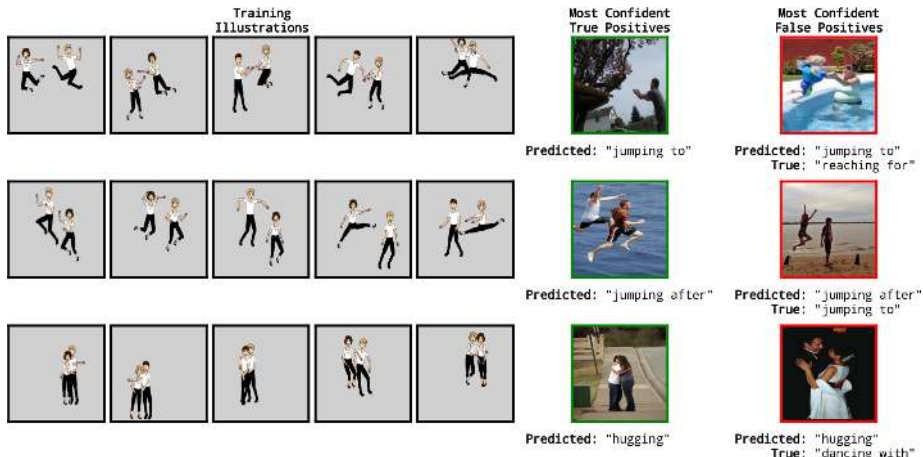 Training
Illustrations
Most Confident
True Positives
Most Confident
False Positives
Predicted: "jumping to"
Predicted: "jumping to"
True: "reaching for"
Predicted: "jumping after"
Predicted: "jumping after"
True: "jumping to"
Predicted: "hugging"
Predicted: "hugging"
True: "dancing with"